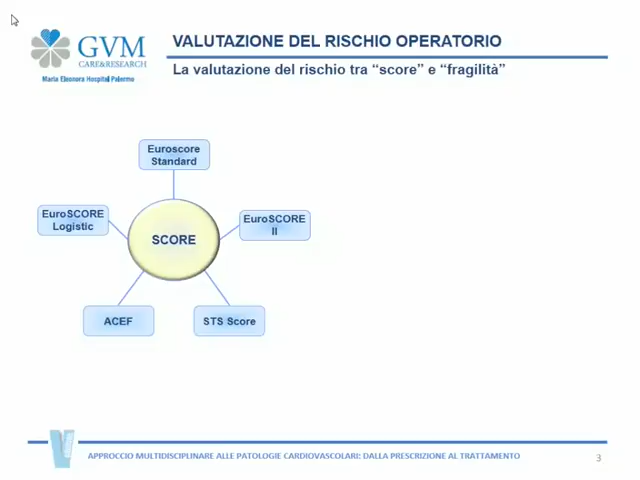 VALUTAZIONE DEL RISCHIO OPERATORIO
GVM
CARE&RESEARCH
Maria Eleonora Hospital Palermo
La valutazione del rischio tra “score” e “fragilità”
Euroscore
Standard
EuroSCORE
Logistic
EuroSCORE
II
SCORE
ACEF
STS Score
APPROCCIO MULTIDISCIPLINARE ALLE PATOLOGIE CARDIOVASCOLARI: DALLA PRESCRIZIONE AL TRATTAMENTO
3